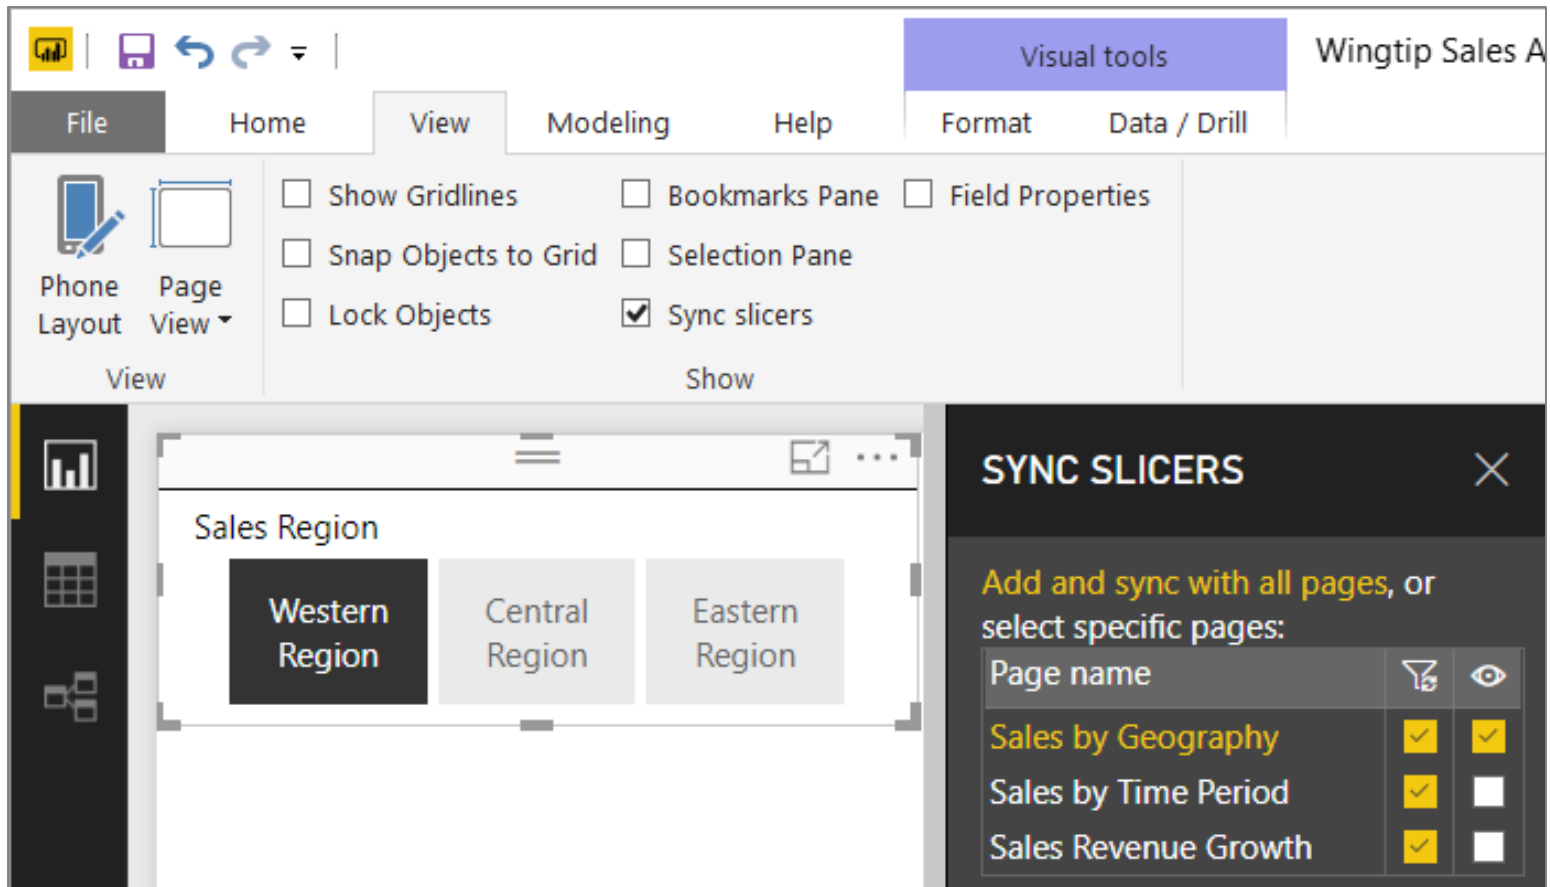 Visual tools
Wingtip Sales A
File Home View Modeling Help Format Data / Drill
Show Gridlines Bookmarks Pane Field Properties
Snap Objects to Grid Selection Pane
Lock Objects Sync slicers
Phone Layout
Page View
View
Show
Sales Region
Western Region
Central Region
Eastern Region
SYNC SLICERS
Add and sync with all pages, or
select specific pages:
Page name
Sales by Geography
Sales by Time Period
Sales Revenue Growth